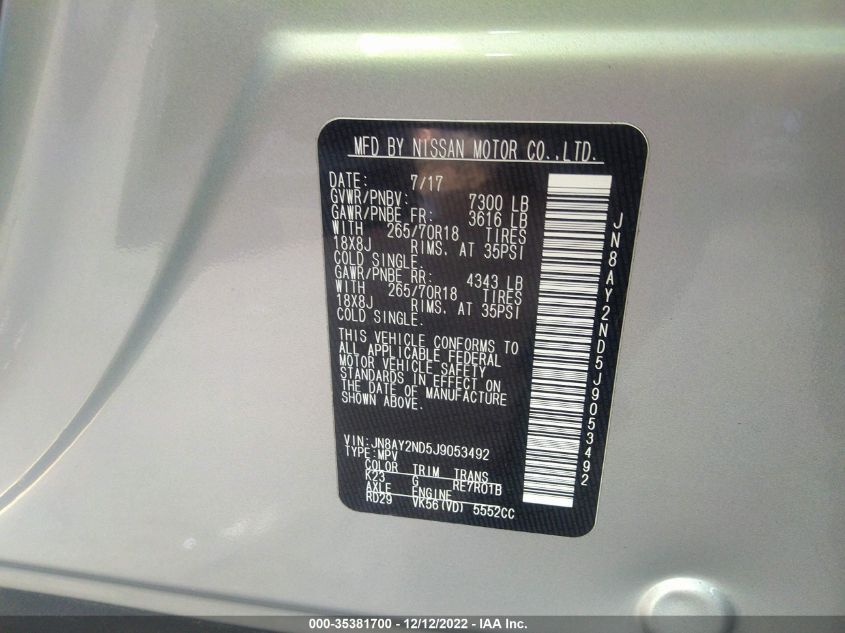 MFD BY NISSAN MOTOR CO.,LTD.
DATE: 7/17
GVWR/PNBV: 7300 LB
GAWR/PNBE FR: 3616 LB
WITH 265/70R18 TIRES
18X8J RIMS. AT 35PSI
COLD SINGLE.
GAWR/PNBE RR: 4343 LB
WITH 265/70R18 TIRES
18X8J RIMS. AT 35PSI
COLD SINGLE.
THIS VEHICLE CONFORMS TO
ALL APPLICABLE FEDERAL
MOTOR VEHICLE SAFETY
STANDARDS IN EFFECT ON
THE DATE OF MANUFACTURE
SHOWN ABOVE.
VIN:JN8AY2ND5J9053492
TYPE:MPV
COLOR TRIM TRANS
K23 G RE7R01B
AXLE ENGINE
RD29 VK56(VD) 5552CC
JN8AY2ND5J9053492
000-35381700 - 12/12/2022 - IAA Inc.